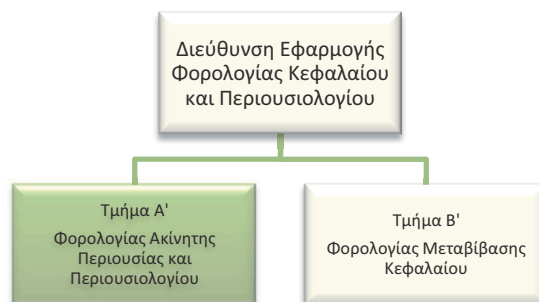 Διεύθυνση Εφαρμογής
Φορολογίας Κεφαλαίου
και Περιουσιολογίου
Τμήμα Α'
Φορολογίας Ακίνητης
Περιουσίας και
Περιουσιολογίου
Τμήμα Β'
Φορολογίας Μεταβίβασης
Κεφαλαίου